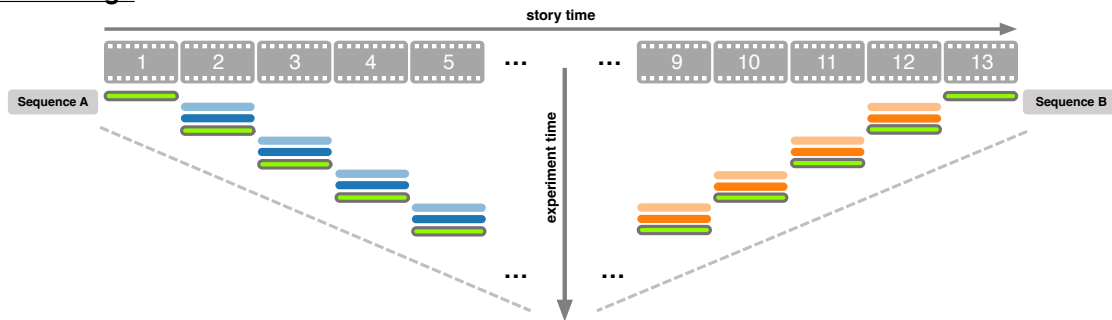 story time
1 2 3 4 5 ... ... 9 10 11 12 13
Sequence A
Sequence B
experiment time
... ...